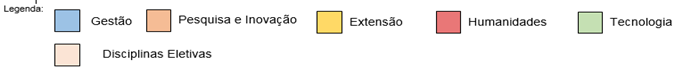 Legenda:
Gestão Pesquisa e Inovação Extensão Humanidades Tecnologia
Disciplinas Eletivas